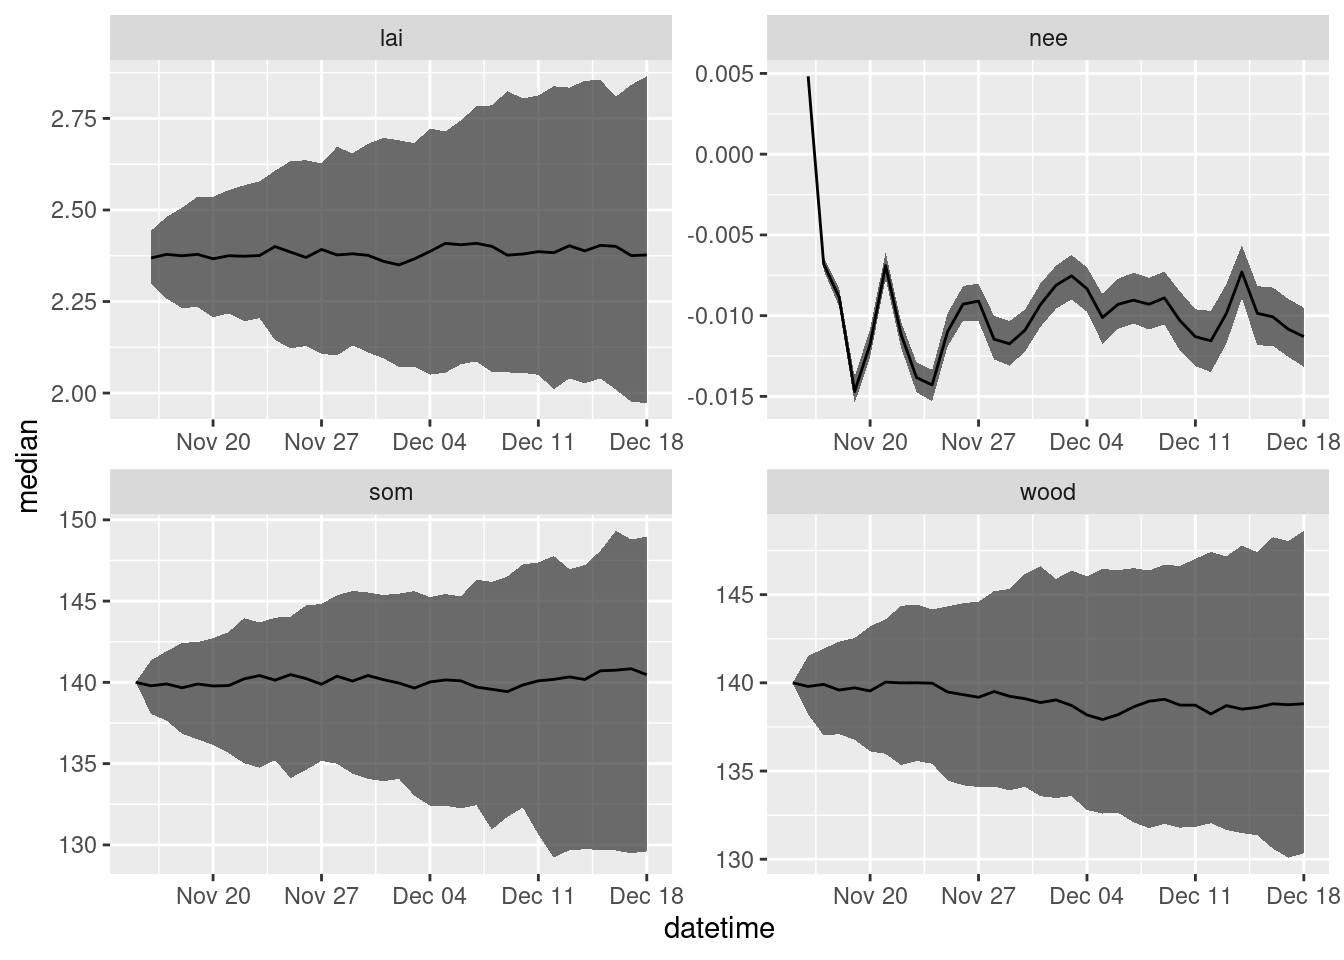 lai
nee
2.75
2.50
2.25
2.00
0.005
0.000
-0.005
-0.010
-0.015
Nov 20 Nov 27 Dec 04 Dec 11 Dec 18
Nov 20 Nov 27 Dec 04 Dec 11 Dec 18
median
som
wood
150
145
140
135
130
145
140
135
130
Nov 20 Nov 27 Dec 04 Dec 11 Dec 18
Nov 20 Nov 27 Dec 04 Dec 11 Dec 18
datetime